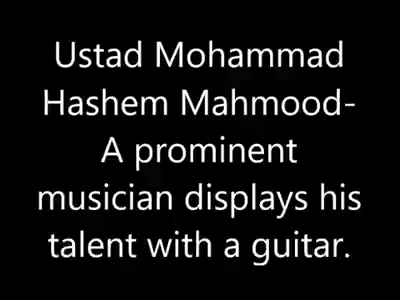 Ustad Mohammad
Hashem Mahmood-
A prominent
musician displays his
talent with a guitar.